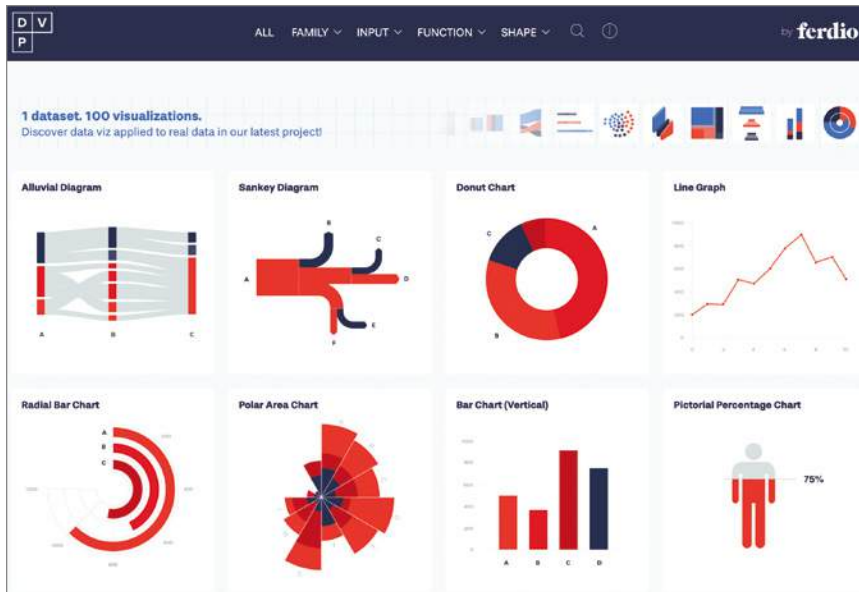 D V
P
ALL FAMILY INPUT FUNCTION SHAPE
by ferdio
1 dataset. 100 visualizations.
Discover data viz applied to real data in our latest project!
Alluvial Diagram
Sankey Diagram
Donut Chart
Line Graph
A B C
A B C D E F
A B C
Radial Bar Chart
Polar Area Chart
Bar Chart (Vertical)
Pictorial Percentage Chart
A
B
C
A B C D
75%